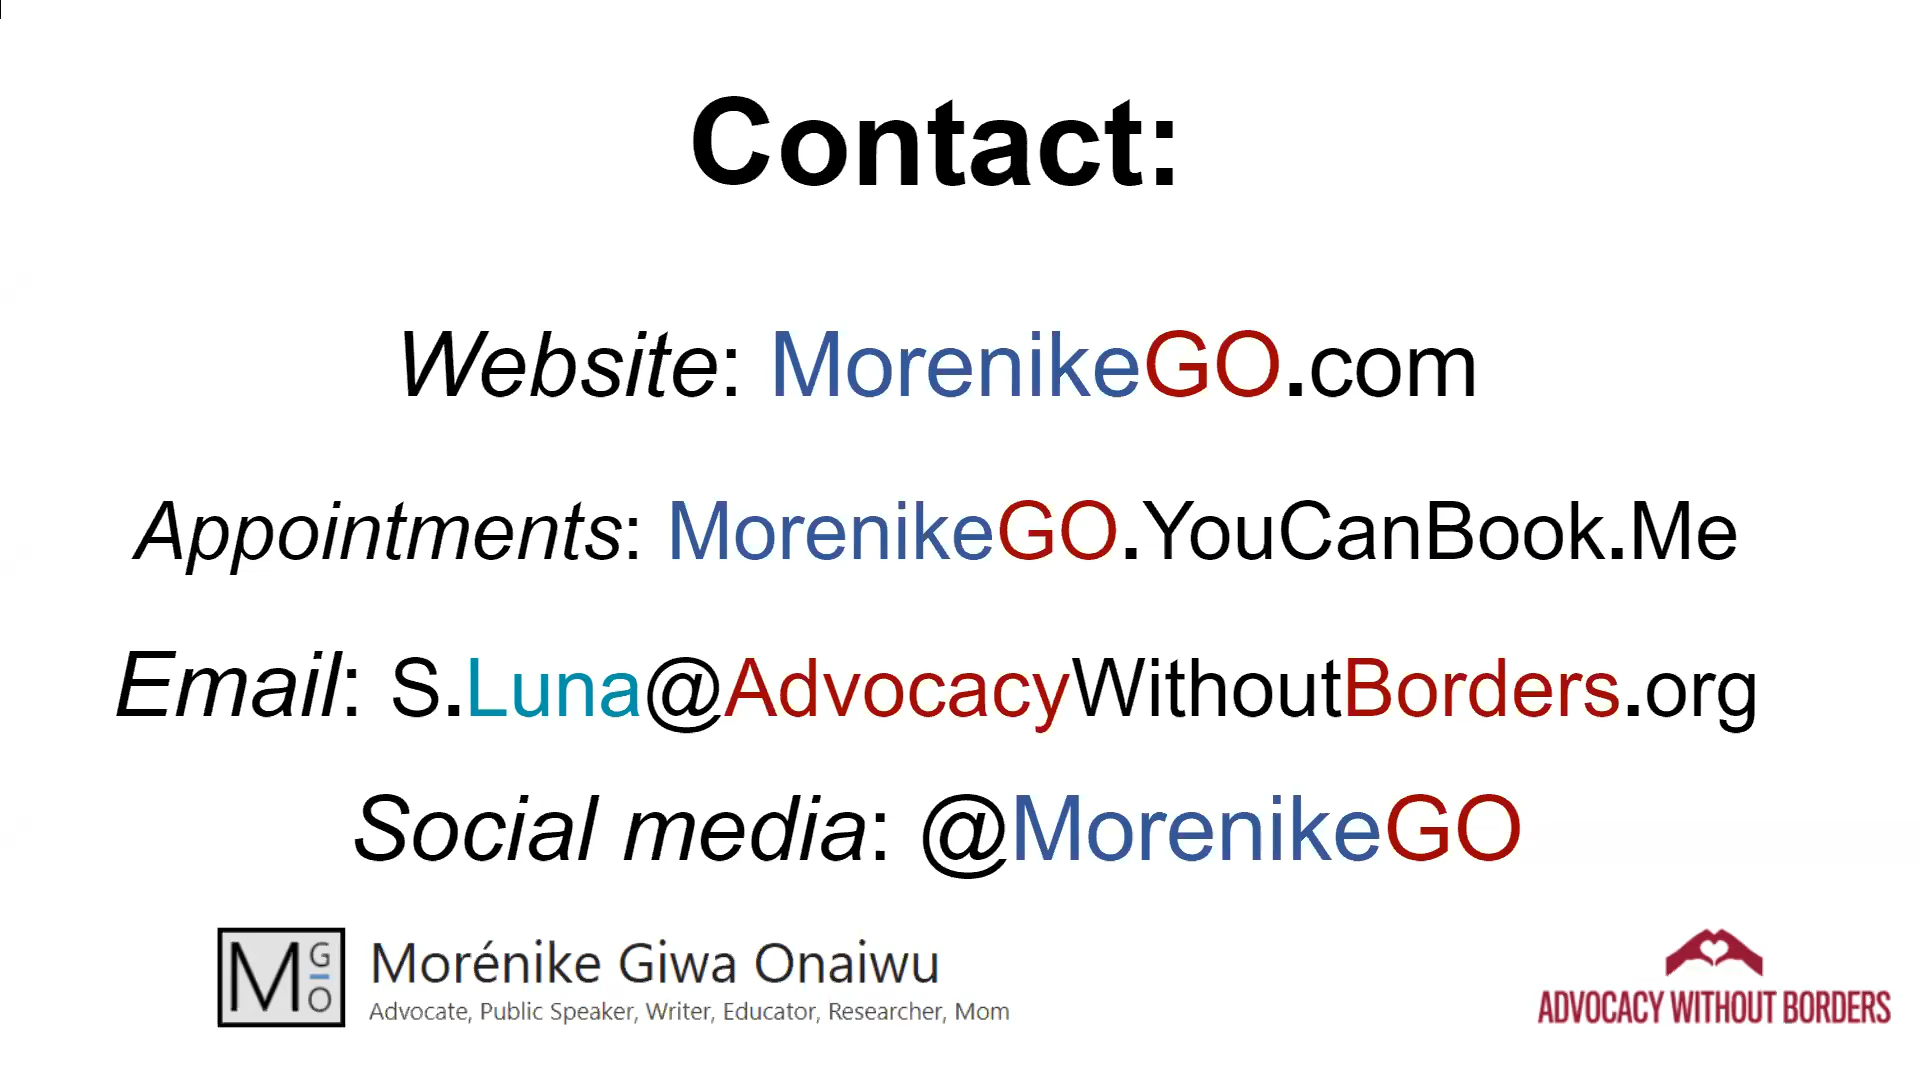 Contact:
Website: MorenikeGO.com
Appointments: MorenikeGO.YouCanBook.Me
Email: S.Luna@AdvocacyWithoutBorders.org
Social media: @MorenikeGO
M G O
Morénike Giwa Onaiwu
Advocate, Public Speaker, Writer, Educator, Researcher, Mom
ADVOCACY WITHOUT BORDERS